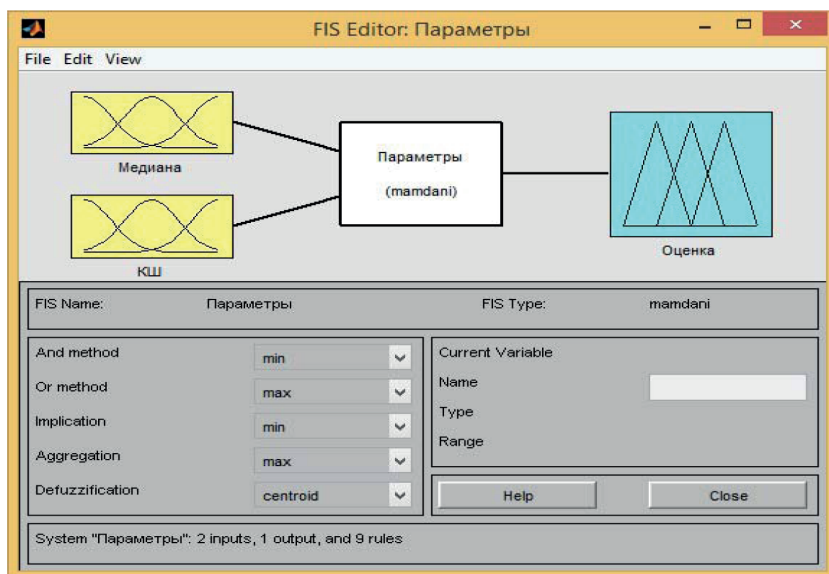 FIS Editor: Параметры
File Edit View
Медиана
КШ
Параметры
(mamdani)
Оценка
FIS Name: Параметры FIS Type: mamdani
And method min
Or method max
Implication min
Aggregation max
Defuzzification centroid
Current Variable
Name
Type
Range
Help Close
System "Параметры": 2 inputs, 1 output, and 9 rules